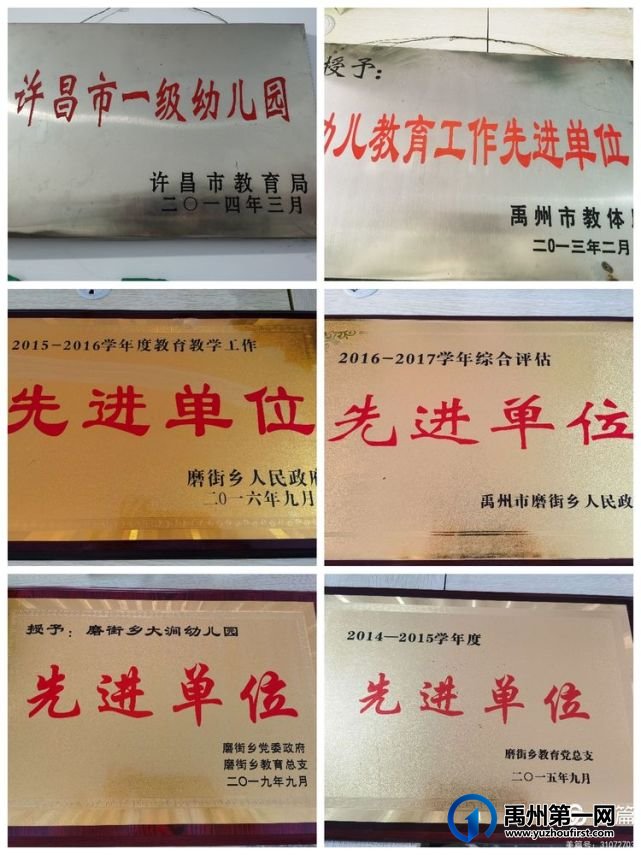 许昌市一级幼儿园
许昌市教育局
二〇一四年三月
授予：
幼儿教育工作先进单位
禹州市教体
二0一三年二月
2015-2016学年度教育教学工作
先进单位
磨街乡人民政府
二〇一六年九月
2016-2017学年综合评估
先进单位
禹州市磨街乡人民政
授予：磨街乡大涧幼儿园
先进单位
磨街乡党委政府
磨街乡教育总支
二〇一九年九月
2014—2015学年度
先进单位
磨街乡教育党总支
二〇一五年九月
篇
禹州第一网
www.yuzhoufirst.com
美篇号：3107270